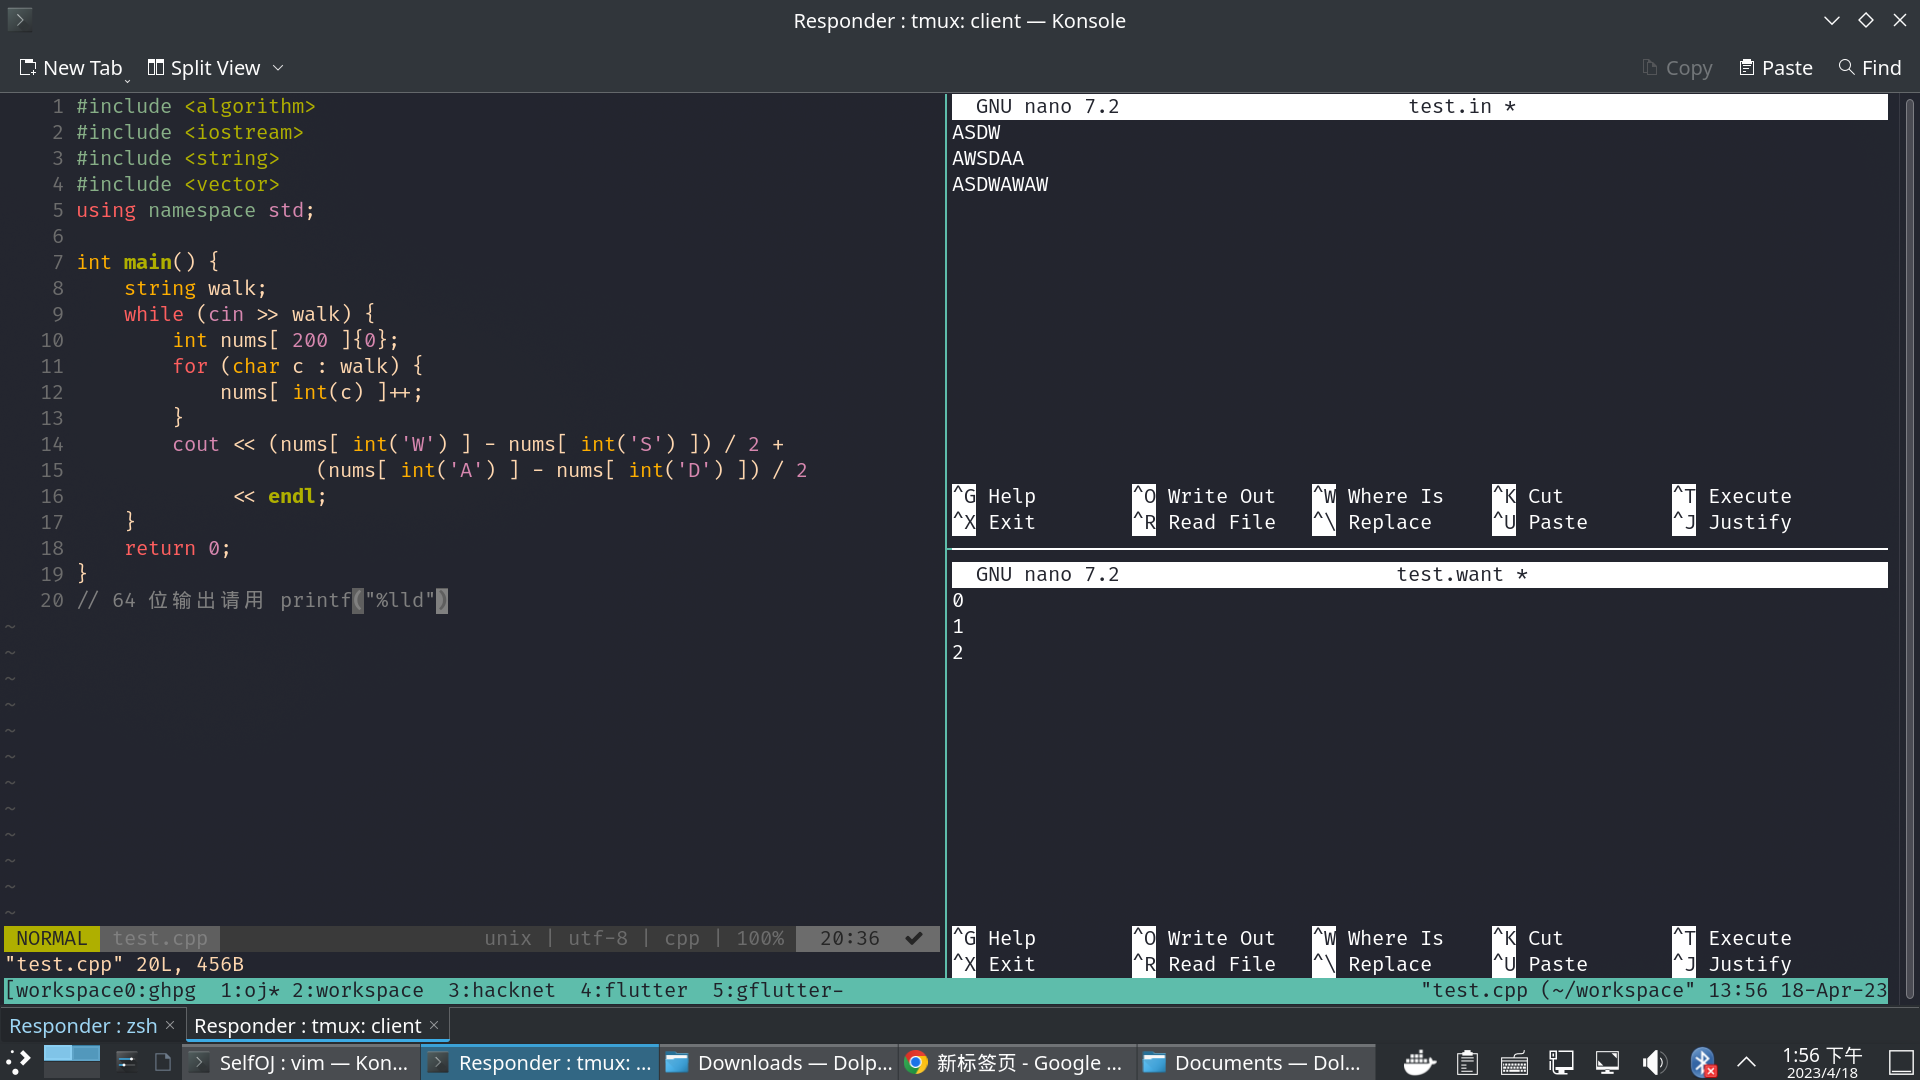 Responder : tmux: client — Konsole
New Tab
Split View
Copy
Paste
Find
1 #include <algorithm>
2 #include <iostream>
3 #include <string>
4 #include <vector>
5 using namespace std;
6
7 int main() {
8     string walk;
9     while (cin >> walk) {
10         int nums[ 200 ]{0};
11         for (char c : walk) {
12             nums[ int(c) ]++;
13         }
14         cout << (nums[ int('W') ] - nums[ int('S') ]) / 2 +
15                     (nums[ int('A') ] - nums[ int('D') ]) / 2
16              << endl;
17     }
18     return 0;
19 }
20 // 64 位输出请用 printf("%lld")
~
~
~
~
~
~
~
~
~
~
~
~
NORMAL test.cpp unix | utf-8 | cpp | 100% 20:36 ✔
"test.cpp" 20L, 456B
GNU nano 7.2 test.in *
ASDW
AWSDAA
ASDWAWAW
^G Help ^O Write Out ^W Where Is ^K Cut ^T Execute
^X Exit ^R Read File ^\ Replace ^U Paste ^J Justify
GNU nano 7.2 test.want *
0
1
2
^G Help ^O Write Out ^W Where Is ^K Cut ^T Execute
^X Exit ^R Read File ^\ Replace ^U Paste ^J Justify
[workspace0:ghpg 1:oj* 2:workspace 3:hacknet 4:flutter 5:gflutter- "test.cpp (~/workspace" 13:56 18-Apr-23
Responder : zsh ×
Responder : tmux: client ×
SelfOJ : vim — Kon...
Responder : tmux: ...
Downloads — Dolp...
新标签页 - Google ...
Documents — Dol...
1:56 下午
2023/4/18